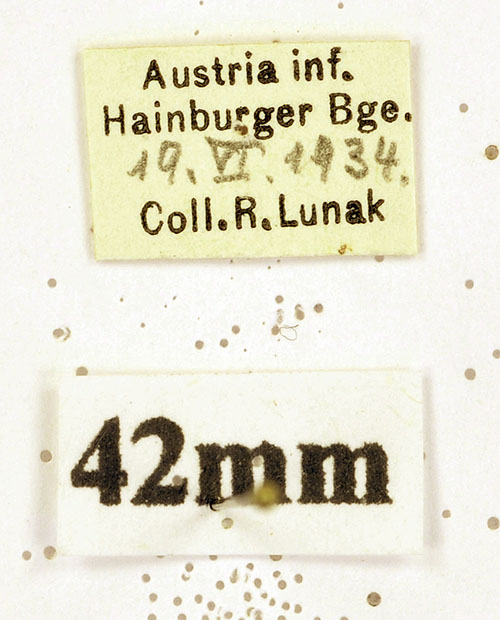 Austria inf.
Hainburger Bge.
19. VI. 1934.
Coll. R. Lunak
42mm